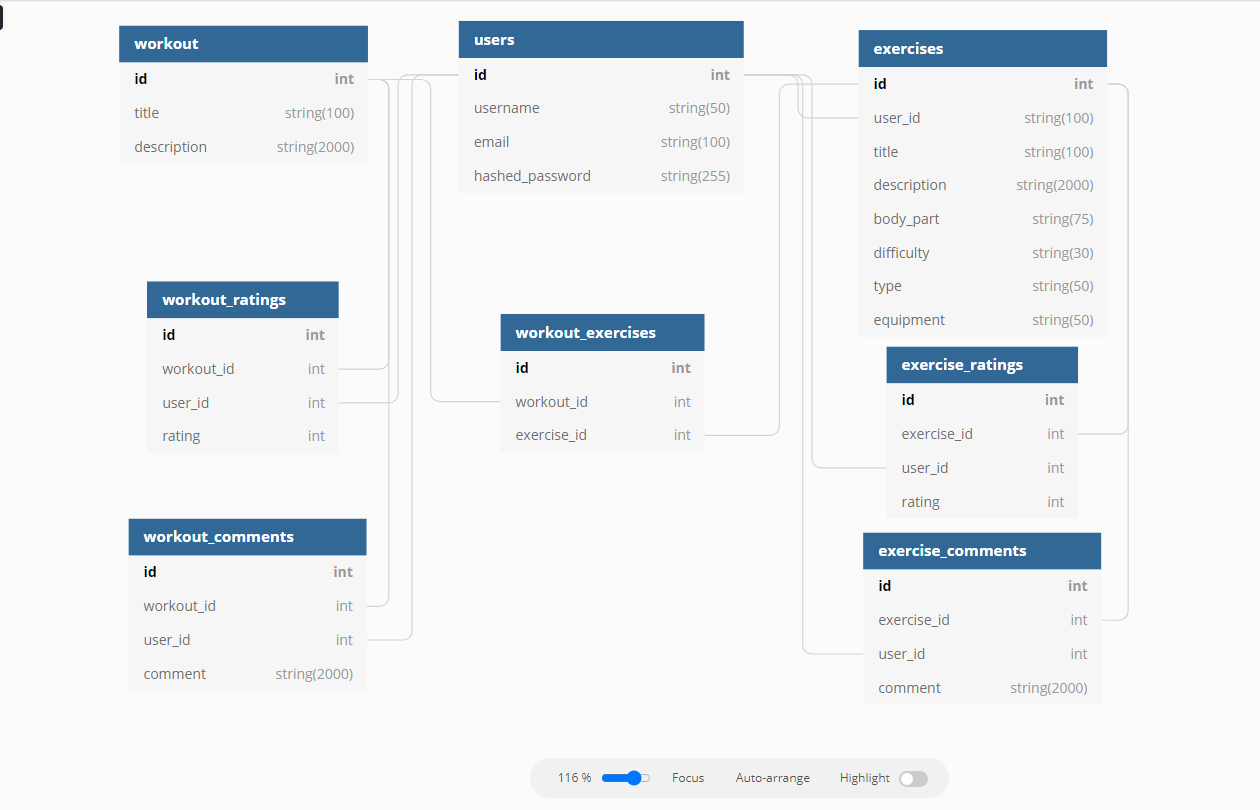 workout
id int
title string(100)
description string(2000)
users
id int
username string(50)
email string(100)
hashed_password string(255)
exercises
id int
user_id string(100)
title string(100)
description string(2000)
body_part string(75)
difficulty string(30)
type string(50)
equipment string(50)
workout_ratings
id int
workout_id int
user_id int
rating int
workout_exercises
id int
workout_id int
exercise_id int
exercise_ratings
id int
exercise_id int
user_id int
rating int
workout_comments
id int
workout_id int
user_id int
comment string(2000)
exercise_comments
id int
exercise_id int
user_id int
comment string(2000)
116 % Focus Auto-arrange Highlight